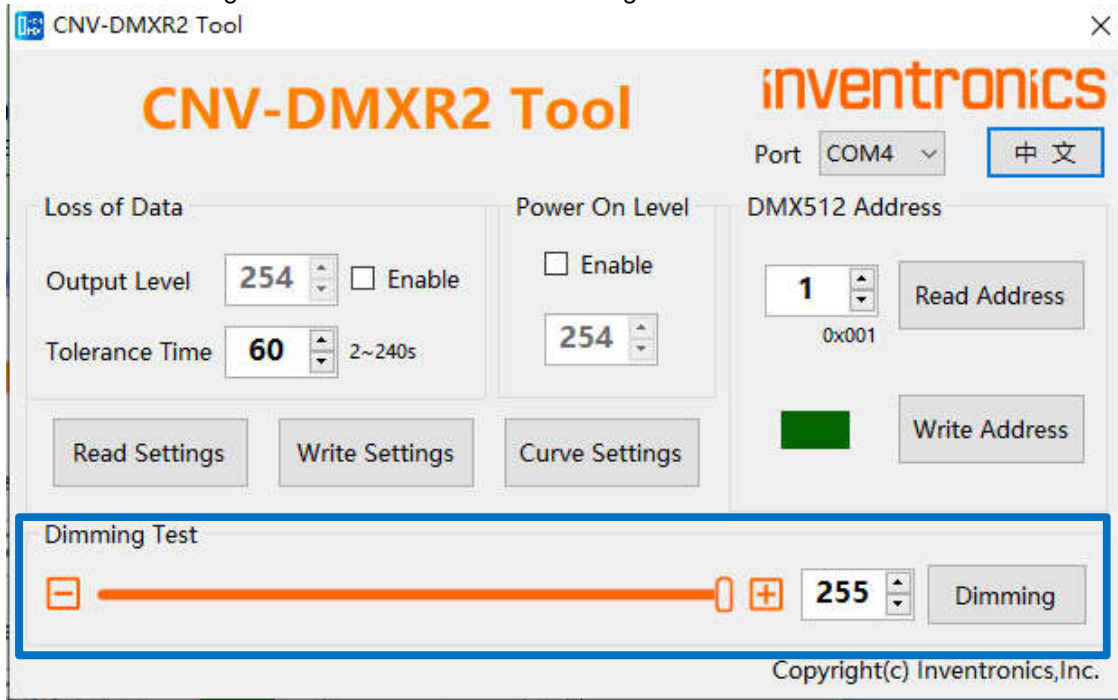 CNV-DMXR2 Tool
CNV-DMXR2 Tool
inventronics
Port COM4 中 文
Loss of Data
Output Level 254 Enable
Tolerance Time 60 2~240s
Power On Level
Enable
254
DMX512 Address
1 Read Address
0x001
Write Address
Read Settings Write Settings Curve Settings
Dimming Test
255 Dimming
Copyright(c) Inventronics,Inc.